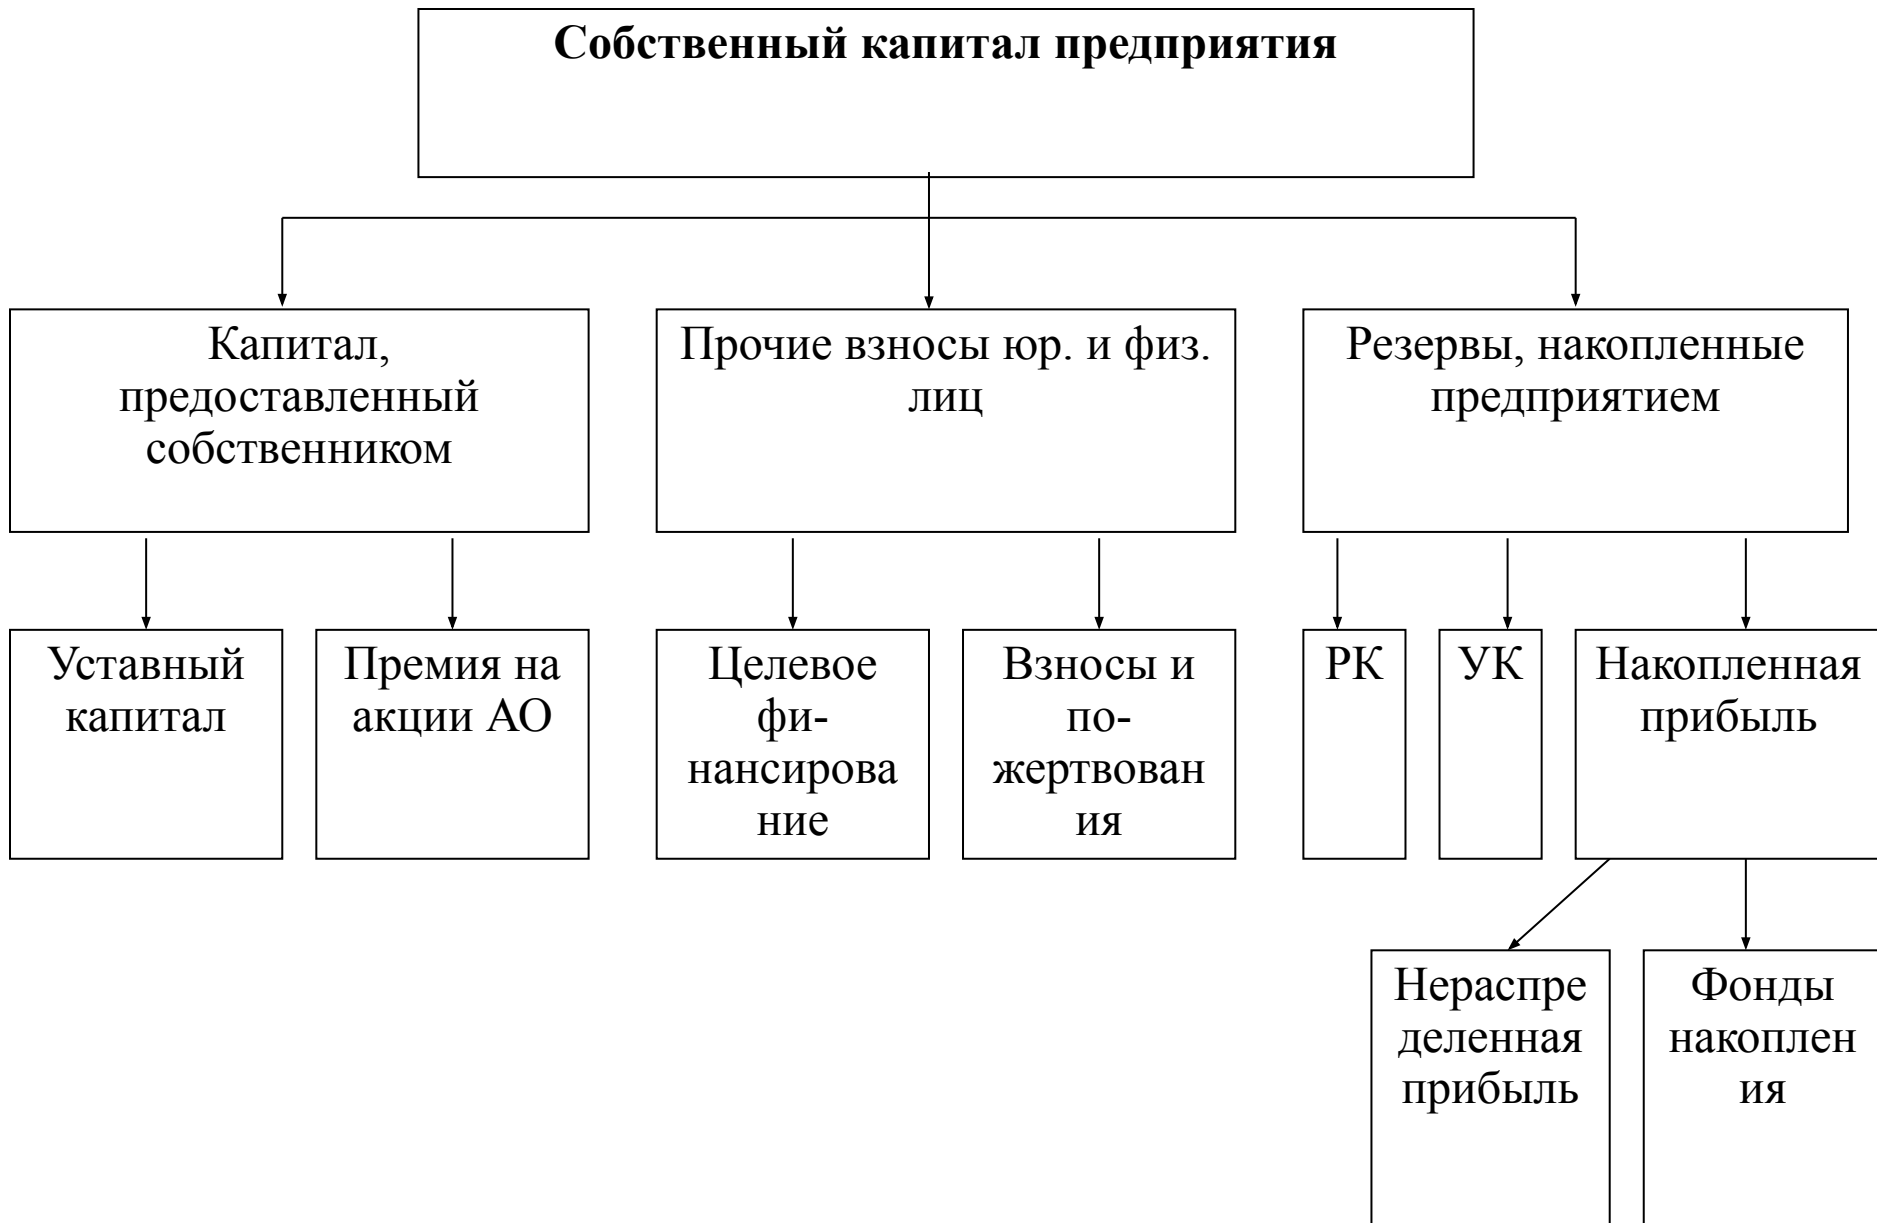 Собственный капитал предприятия
Капитал,
предоставленный
собственником
Прочие взносы юр. и физ.
лиц
Резервы, накопленные
предприятием
Уставный
капитал
Премия на
акции АО
Целевое
фи-
нансирова
ние
Взносы и
по-
жертвован
ия
РК
УК
Накопленная
прибыль
Нераспре
деленная
прибыль
Фонды
накоплен
ия